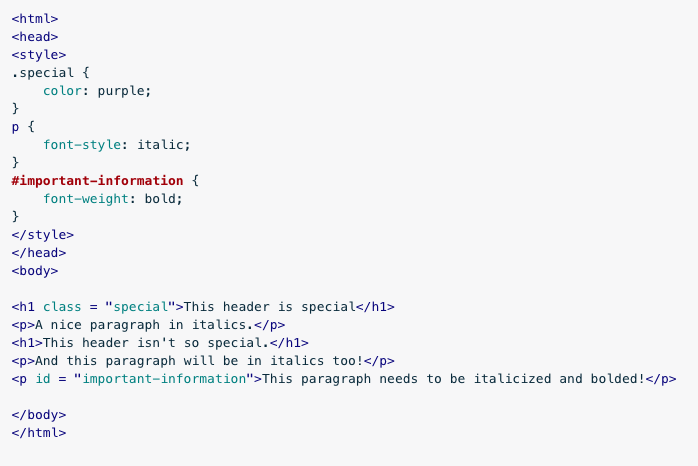 <html>
<head>
<style>
.special {
    color: purple;
}
p {
    font-style: italic;
}
#important-information {
    font-weight: bold;
}
</style>
</head>
<body>

<h1 class = "special">This header is special</h1>
<p>A nice paragraph in italics.</p>
<h1>This header isn't so special.</h1>
<p>And this paragraph will be in italics too!</p>
<p id = "important-information">This paragraph needs to be italicized and bolded!</p>

</body>
</html>